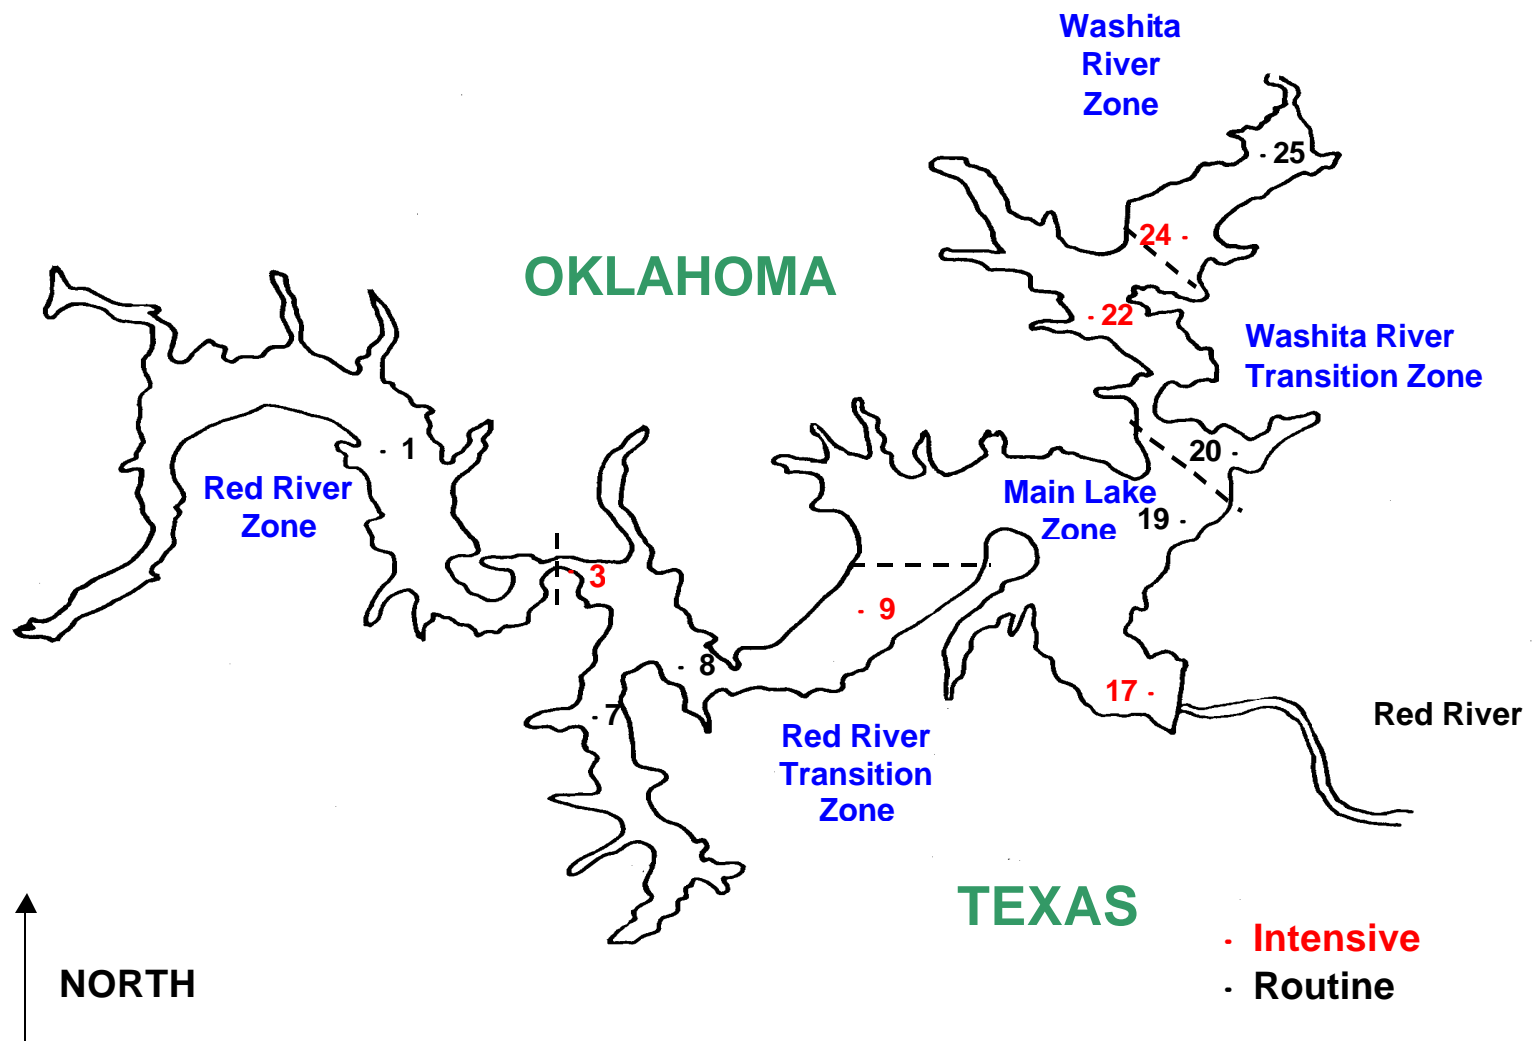 Washita
River
Zone
- 25
24 -
OKLAHOMA
- 22
Washita River
Transition Zone
- 1
20 -
Red River
Zone
Main Lake
Zone
19 -
- 3
- 9
- 8
17 -
- 7
Red River
Red River
Transition
Zone
TEXAS
- Intensive
NORTH
- Routine